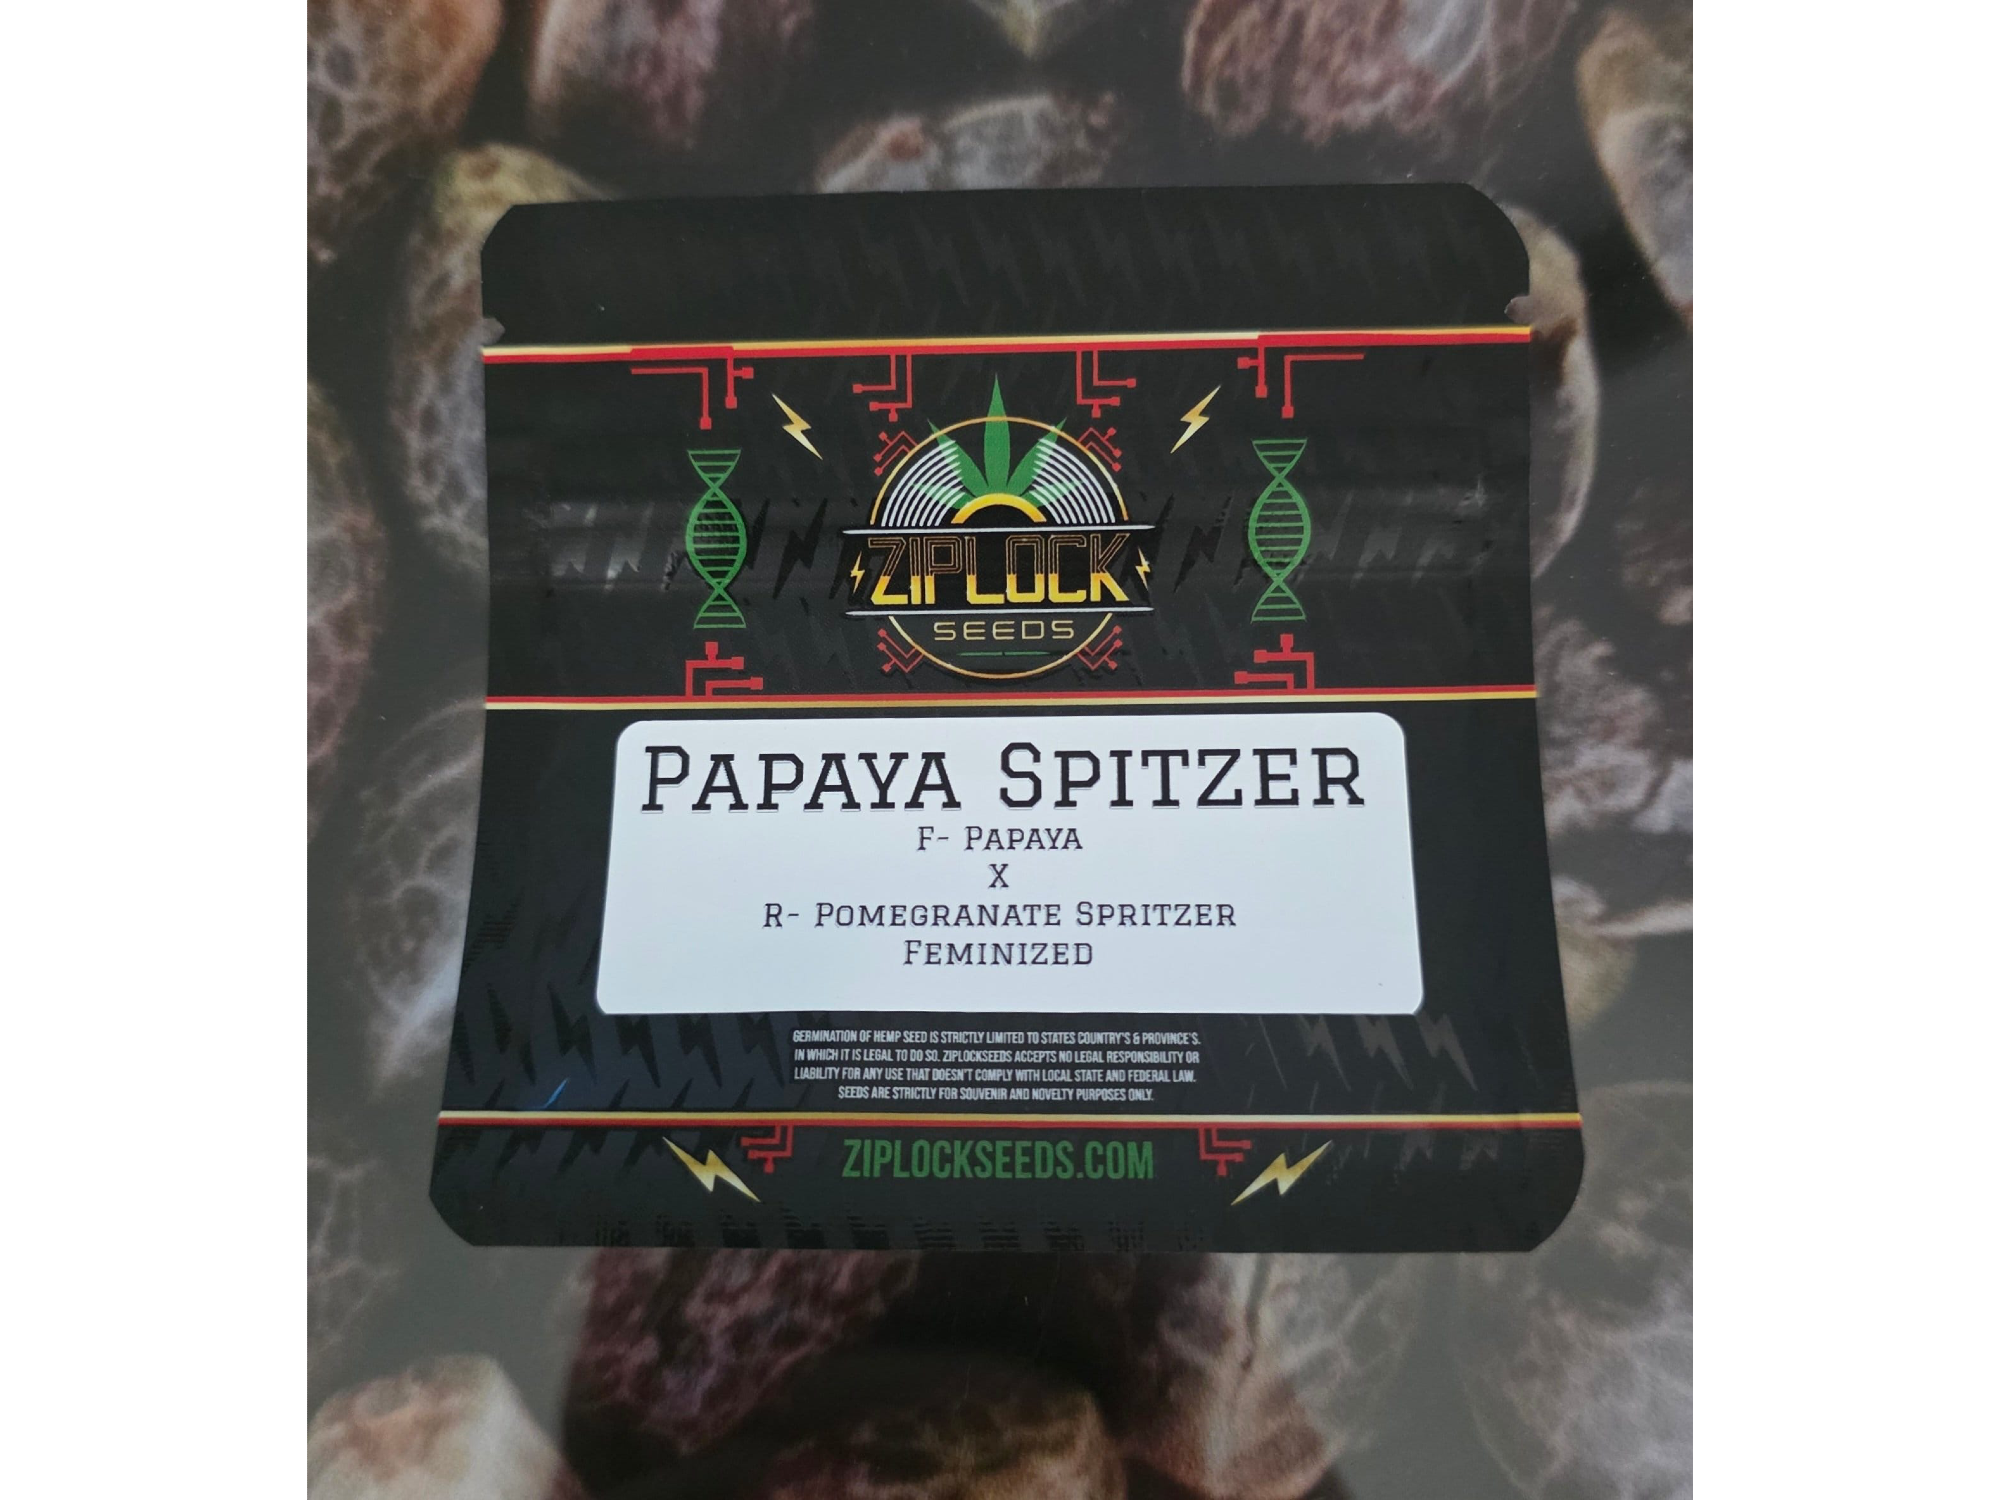 ZIPLOCK
SEEDS
PAPAYA SPITZER
F- PAPAYA
X
R- POMEGRANATE SPRITZER
FEMINIZED
GERMINATION OF HEMP SEED IS STRICTLY LIMITED TO STATES COUNTRY'S & PROVINCE'S.
IN WHICH IT IS LEGAL TO DO SO. ZIPLOCKSEEDS ACCEPTS NO LEGAL RESPONSIBILITY OR
LIABILITY FOR ANY USE THAT DOESN'T COMPLY WITH LOCAL STATE AND FEDERAL LAW.
SEEDS ARE STRICTLY FOR SOUVENIR AND NOVELTY PURPOSES ONLY.
ZIPLOCKSEEDS.COM